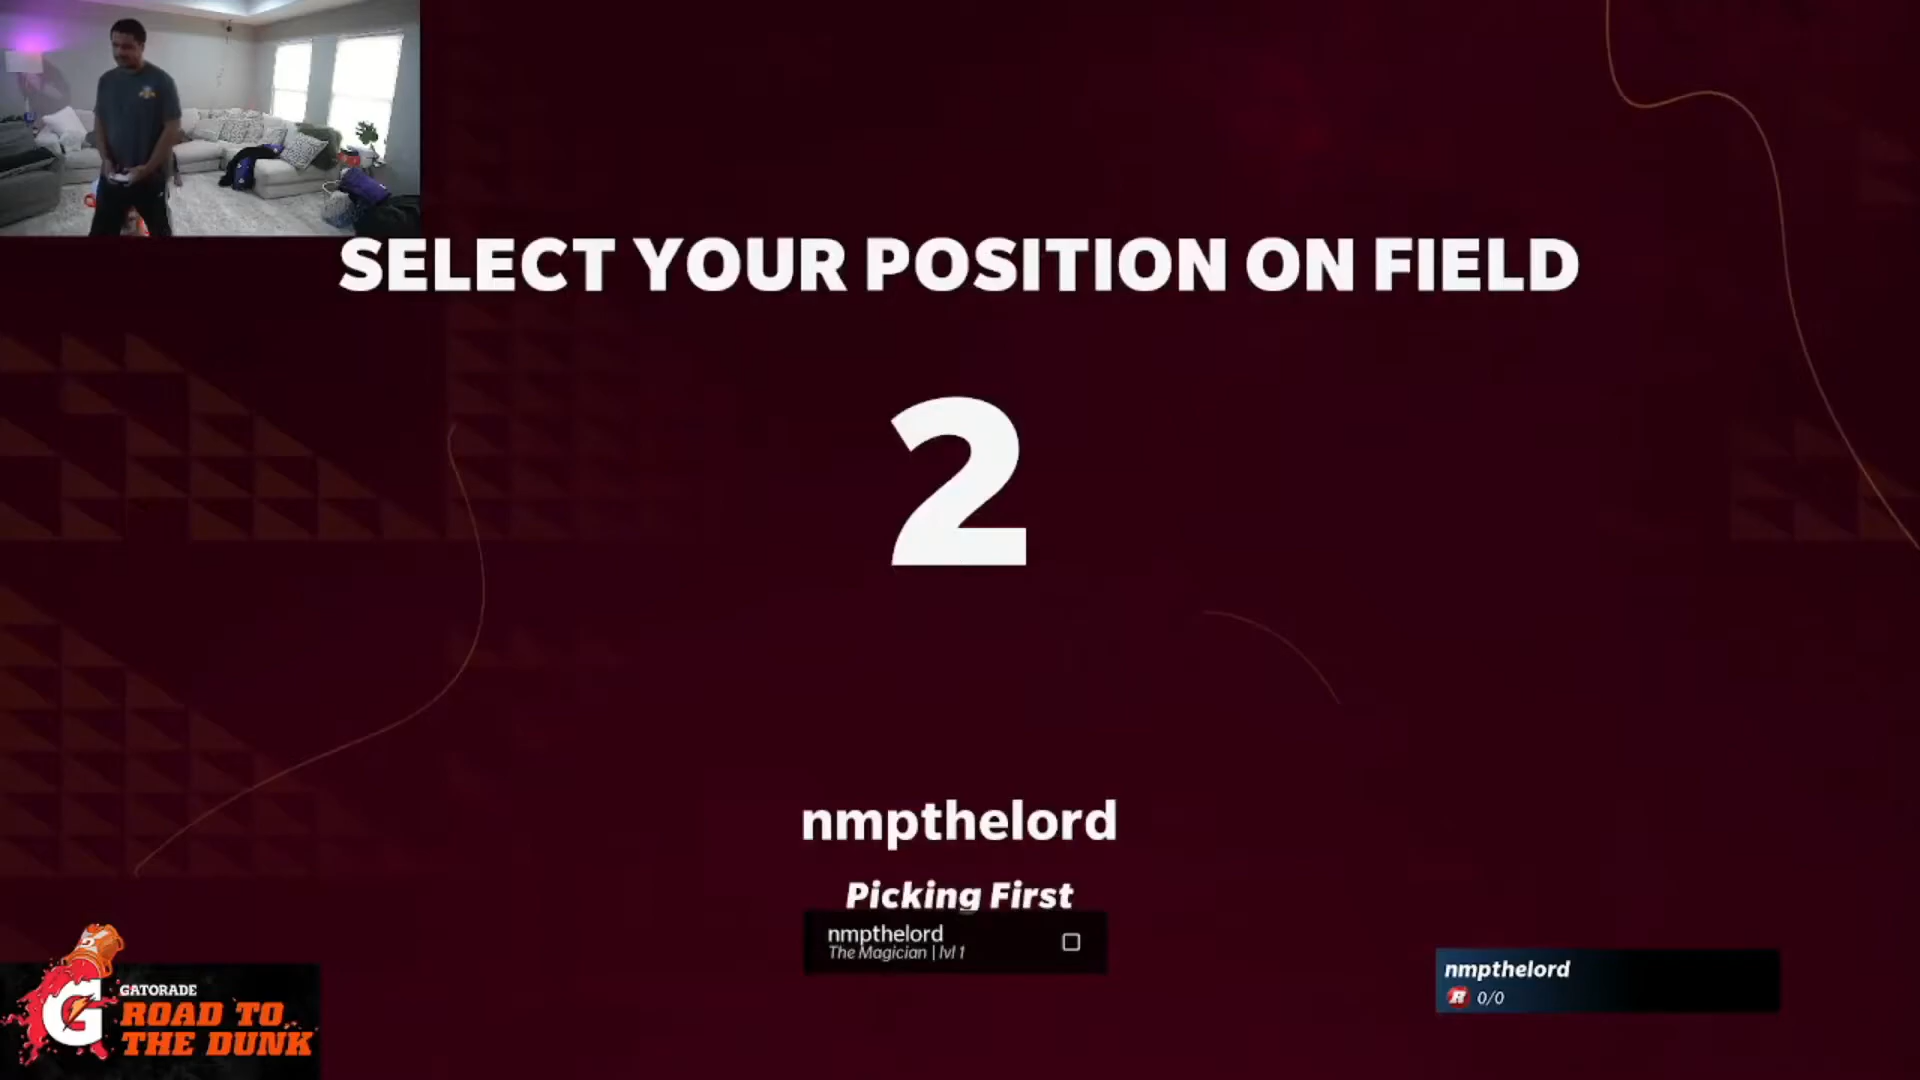 SELECT YOUR POSITION ON FIELD
2
nmpthelord
Picking First
nmpthelord
The Magician | lvl 1
nmpthelord
R 0/0
G GATORADE
ROAD TO
THE DUNK